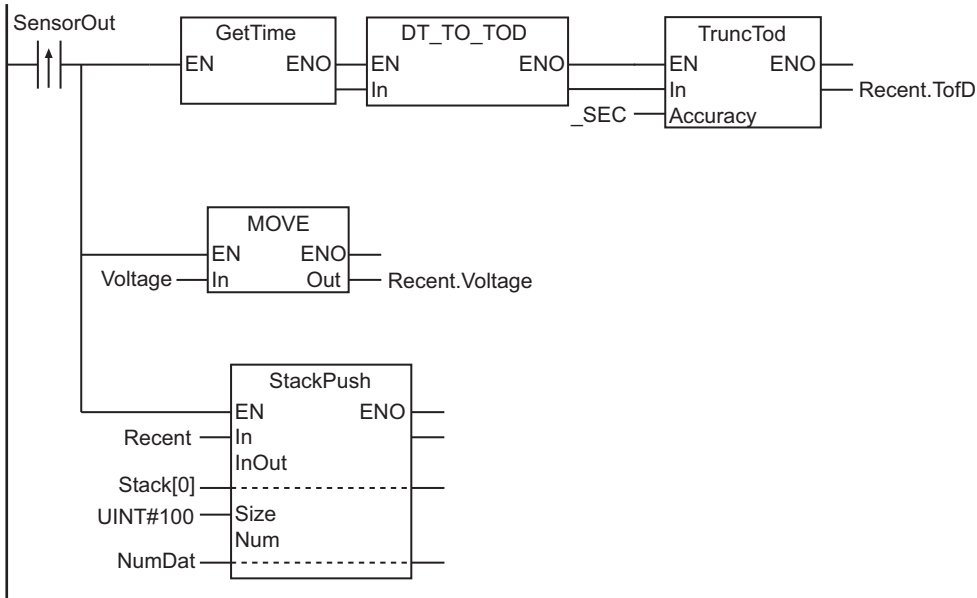 SensorOut
GetTime
EN ENO
DT_TO_TOD
EN ENO
In
TruncTod
EN ENO
In
_SEC Accuracy
Recent.TofD
MOVE
EN ENO
Voltage In Out Recent.Voltage
StackPush
EN ENO
Recent In
InOut
Stack[0]
UINT#100 Size
Num
NumDat